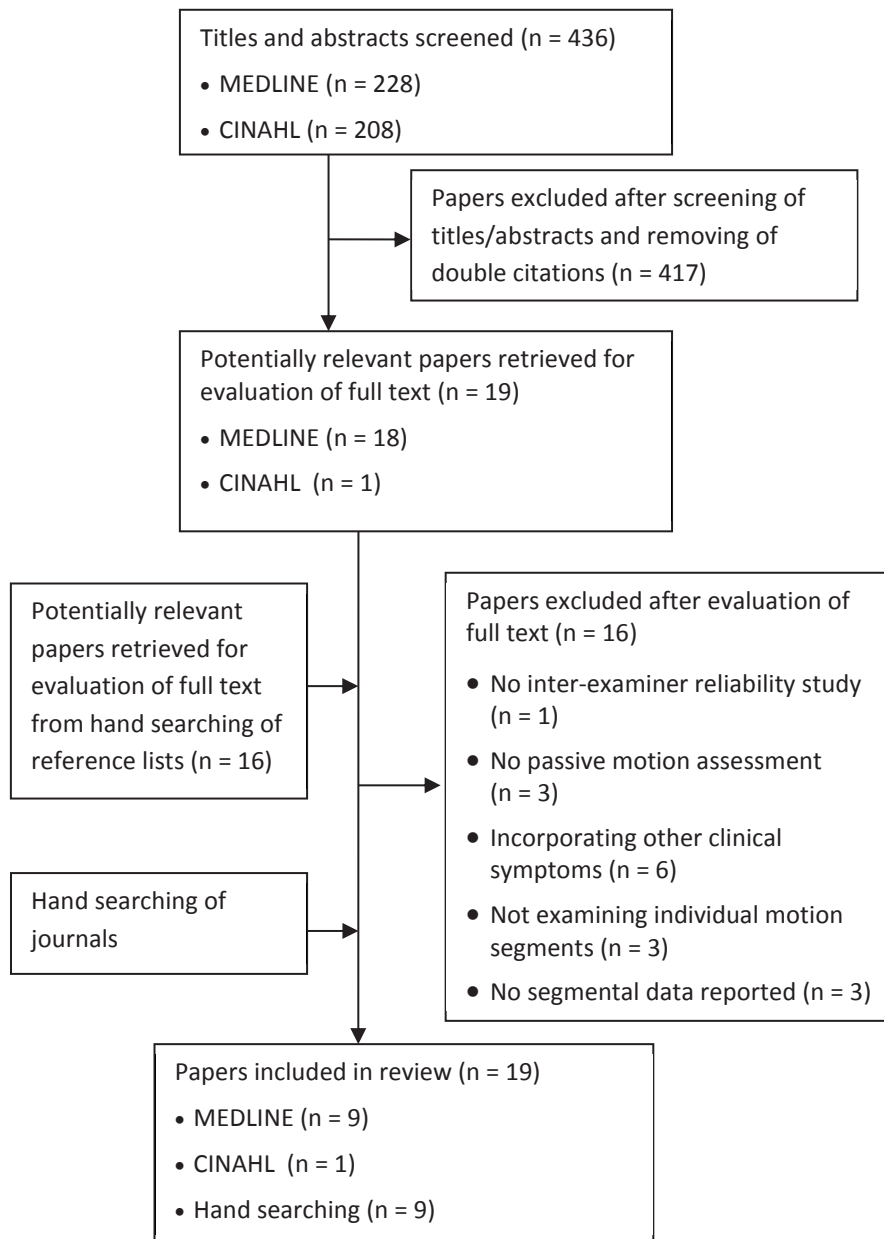 Titles and abstracts screened (n = 436)
• MEDLINE (n = 228)
• CINAHL (n = 208)
Papers excluded after screening of
titles/abstracts and removing of
double citations (n = 417)
Potentially relevant papers retrieved for
evaluation of full text (n = 19)
• MEDLINE (n = 18)
• CINAHL (n = 1)
Potentially relevant
papers retrieved for
evaluation of full text
from hand searching of
reference lists (n = 16)
Papers excluded after evaluation of
full text (n = 16)
• No inter-examiner reliability study
(n = 1)
• No passive motion assessment
(n = 3)
• Incorporating other clinical
symptoms (n = 6)
• Not examining individual motion
segments (n = 3)
• No segmental data reported (n = 3)
Hand searching of
journals
Papers included in review (n = 19)
• MEDLINE (n = 9)
• CINAHL (n = 1)
• Hand searching (n = 9)